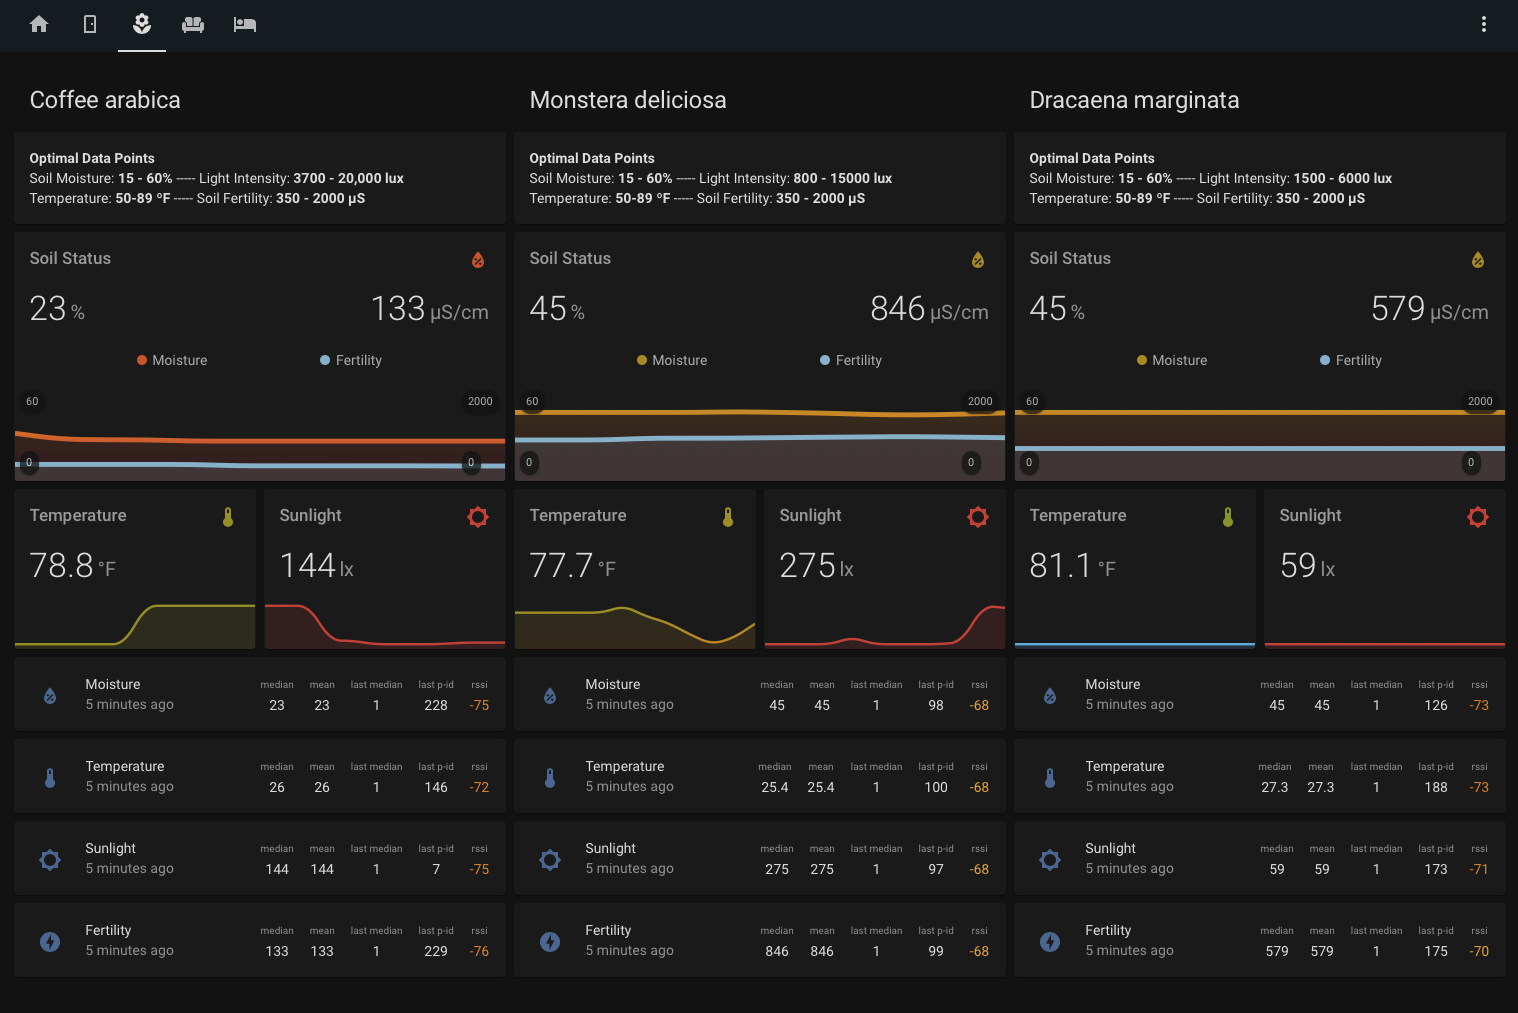 Coffee arabica
Optimal Data Points
Soil Moisture: 15 - 60% ----- Light Intensity: 3700 - 20,000 lux
Temperature: 50-89 ºF ----- Soil Fertility: 350 - 2000 µS
Soil Status
23 % 133 µS/cm
Moisture Fertility
60 2000
0 0
Temperature
78.8 °F
Sunlight
144 lx
Moisture median mean last median last p-id rssi
5 minutes ago 23 23 1 228 -75
Temperature median mean last median last p-id rssi
5 minutes ago 26 26 1 146 -72
Sunlight median mean last median last p-id rssi
5 minutes ago 144 144 1 7 -75
Fertility median mean last median last p-id rssi
5 minutes ago 133 133 1 229 -76
Monstera deliciosa
Optimal Data Points
Soil Moisture: 15 - 60% ----- Light Intensity: 800 - 15000 lux
Temperature: 50-89 ºF ----- Soil Fertility: 350 - 2000 µS
Soil Status
45 % 846 µS/cm
Moisture Fertility
60 2000
0 0
Temperature
77.7 °F
Sunlight
275 lx
Moisture median mean last median last p-id rssi
5 minutes ago 45 45 1 98 -68
Temperature median mean last median last p-id rssi
5 minutes ago 25.4 25.4 1 100 -68
Sunlight median mean last median last p-id rssi
5 minutes ago 275 275 1 97 -68
Fertility median mean last median last p-id rssi
5 minutes ago 846 846 1 99 -68
Dracaena marginata
Optimal Data Points
Soil Moisture: 15 - 60% ----- Light Intensity: 1500 - 6000 lux
Temperature: 50-89 ºF ----- Soil Fertility: 350 - 2000 µS
Soil Status
45 % 579 µS/cm
Moisture Fertility
60 2000
0 0
Temperature
81.1 °F
Sunlight
59 lx
Moisture median mean last median last p-id rssi
5 minutes ago 45 45 1 126 -73
Temperature median mean last median last p-id rssi
5 minutes ago 27.3 27.3 1 188 -73
Sunlight median mean last median last p-id rssi
5 minutes ago 59 59 1 173 -71
Fertility median mean last median last p-id rssi
5 minutes ago 579 579 1 175 -70